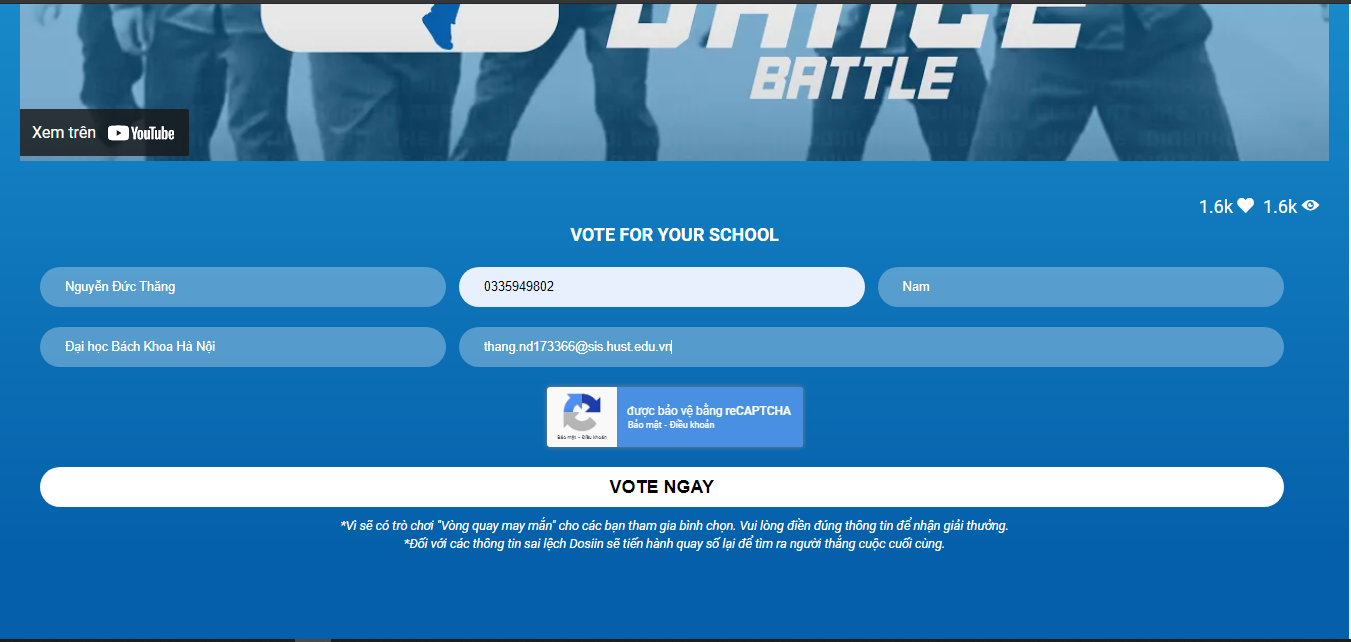 DANCE
BATTLE
Xem trên YouTube
1.6k 1.6k
VOTE FOR YOUR SCHOOL
Nguyễn Đức Thăng
0335949802
Nam
Đại học Bách Khoa Hà Nội
thang.nd173366@sis.hust.edu.vn
được bảo vệ bằng reCAPTCHA
Bảo mật - Điều khoản
Bảo mật - Điều khoản
VOTE NGAY
*Vì sẽ có trò chơi "Vòng quay may mắn" cho các bạn tham gia bình chọn. Vui lòng điền đúng thông tin để nhận giải thưởng.
*Đối với các thông tin sai lệch Dosiin sẽ tiến hành quay số lại để tìm ra người thắng cuộc cuối cùng.